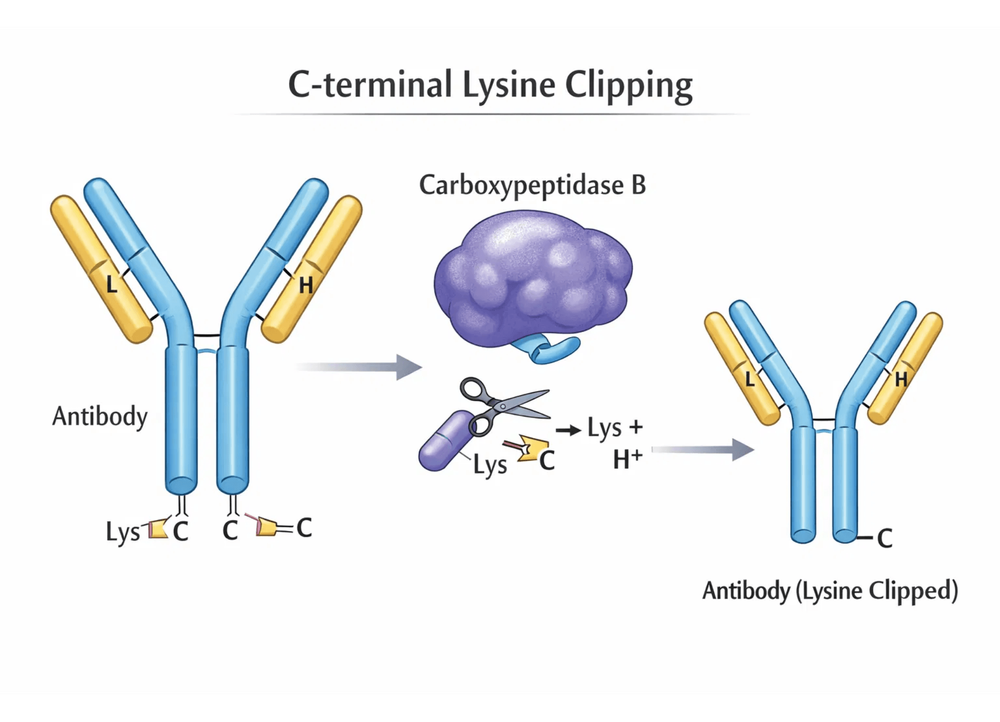 C-terminal Lysine Clipping
Carboxypeptidase B
L
H
Antibody
Lys
C
C
C
Lys
C
Lys +
H+
L
H
C
Antibody (Lysine Clipped)